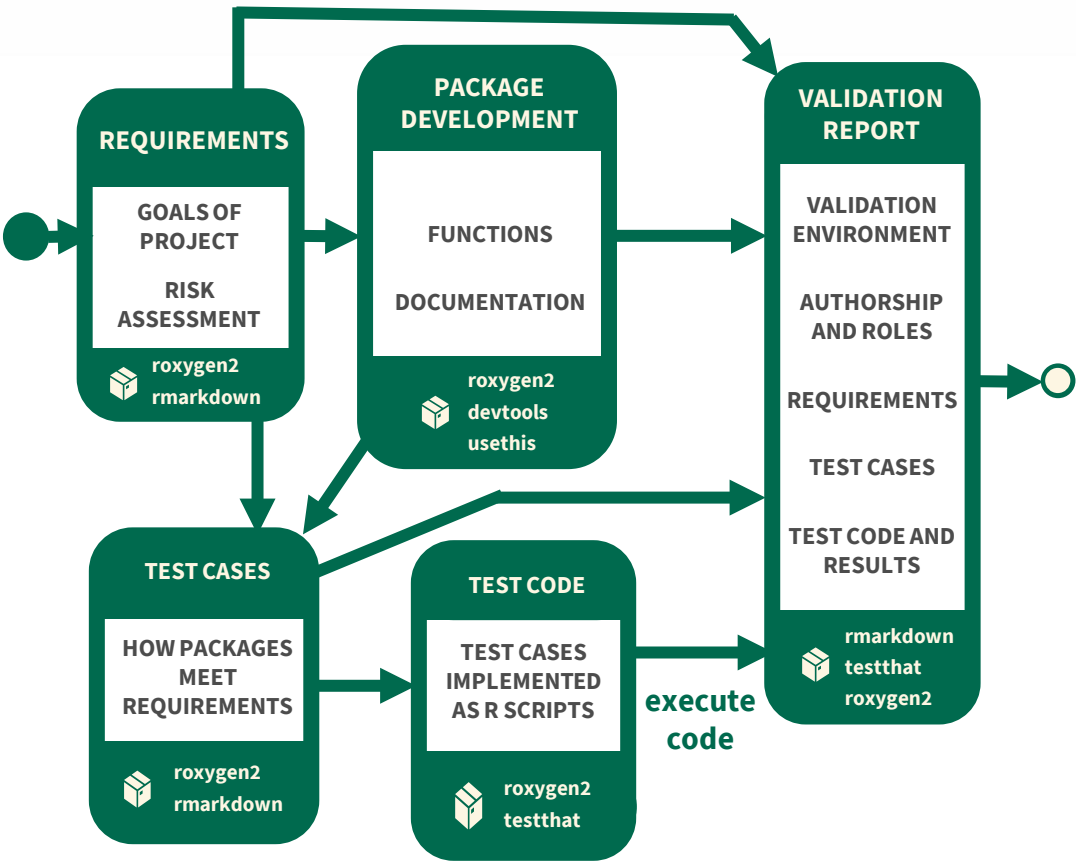 REQUIREMENTS
GOALS OF
PROJECT
RISK
ASSESSMENT
roxygen2
rmarkdown
PACKAGE
DEVELOPMENT
FUNCTIONS
DOCUMENTATION
roxygen2
devtools
usethis
TEST CASES
HOW PACKAGES
MEET
REQUIREMENTS
roxygen2
rmarkdown
TEST CODE
TEST CASES
IMPLEMENTED
AS R SCRIPTS
roxygen2
testthat
execute
code
VALIDATION
REPORT
VALIDATION
ENVIRONMENT
AUTHORSHIP
AND ROLES
REQUIREMENTS
TEST CASES
TEST CODE AND
RESULTS
rmarkdown
testthat
roxygen2